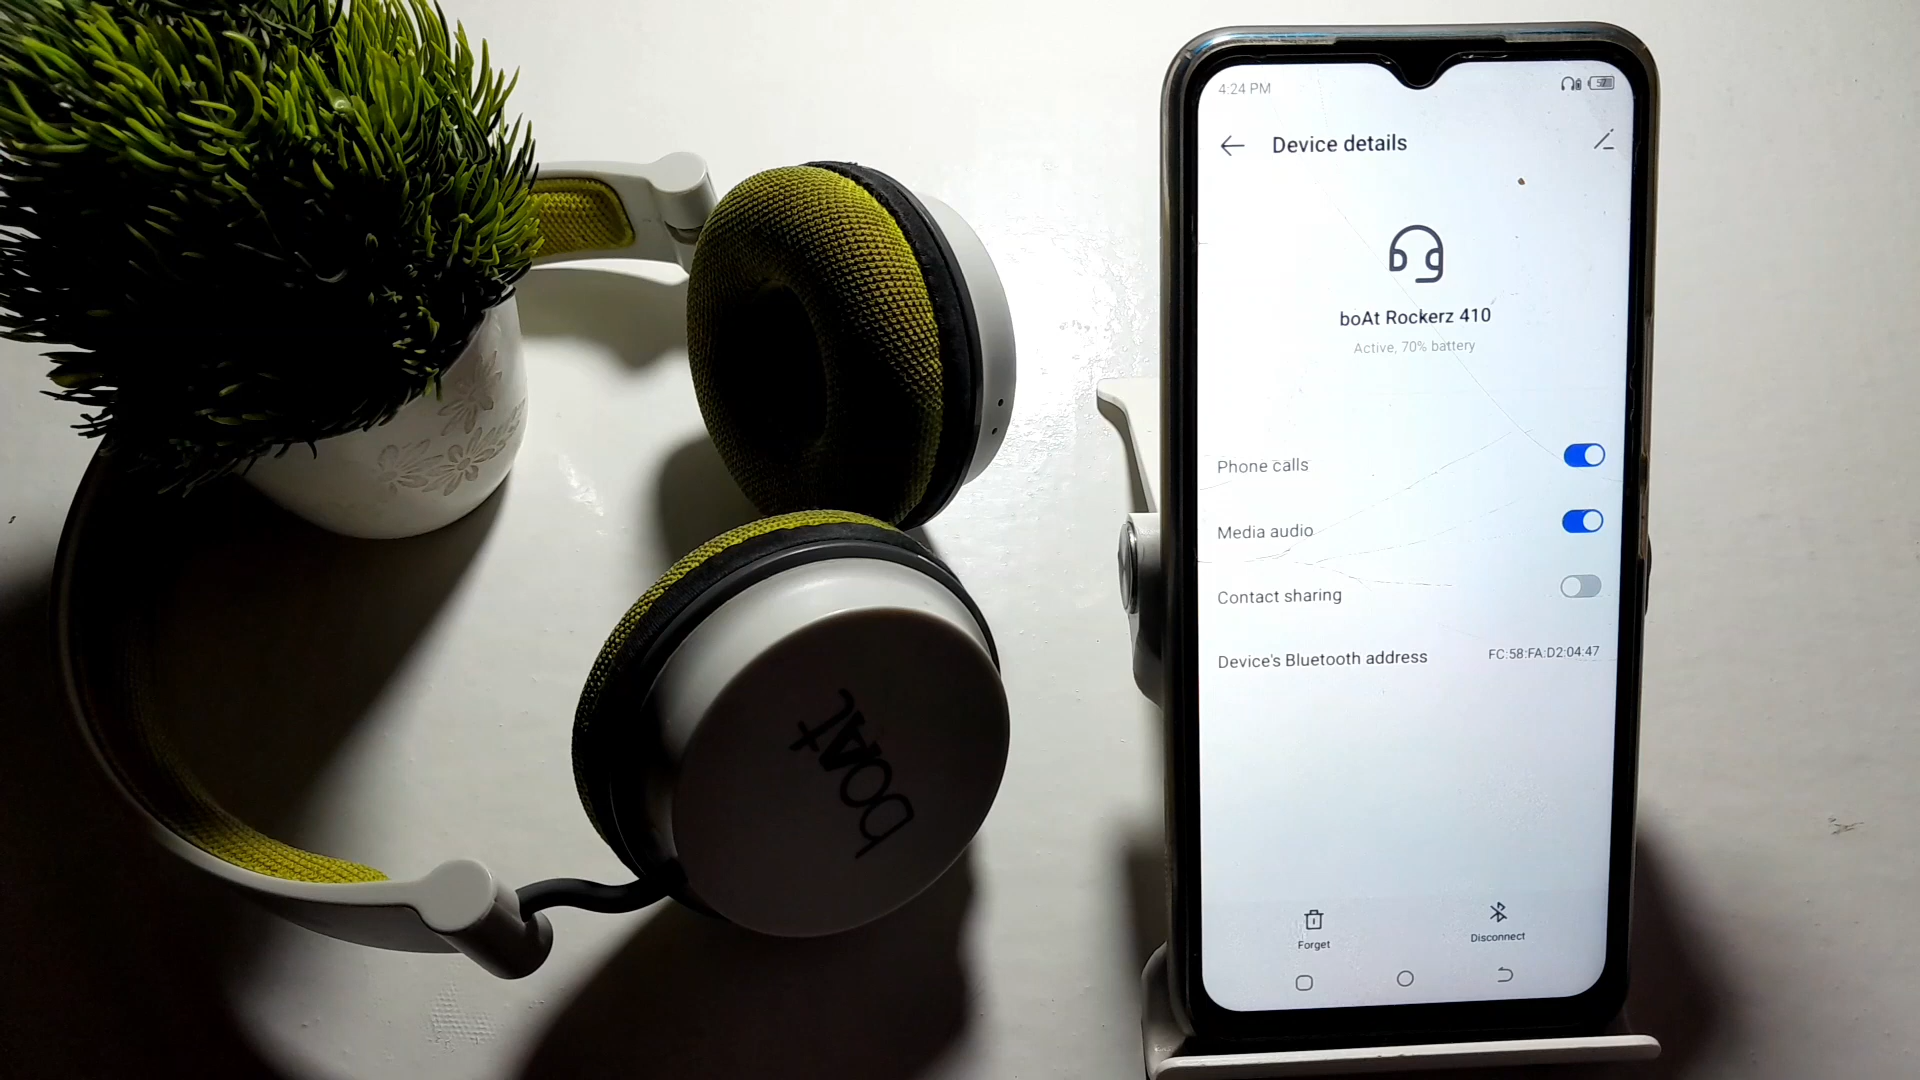 4:24 PM
57
Device details
boAt Rockerz 410
Active, 70% battery
Phone calls
Media audio
Contact sharing
Device's Bluetooth address FC:58:FA:D2:04:47
Forget
Disconnect
boAt